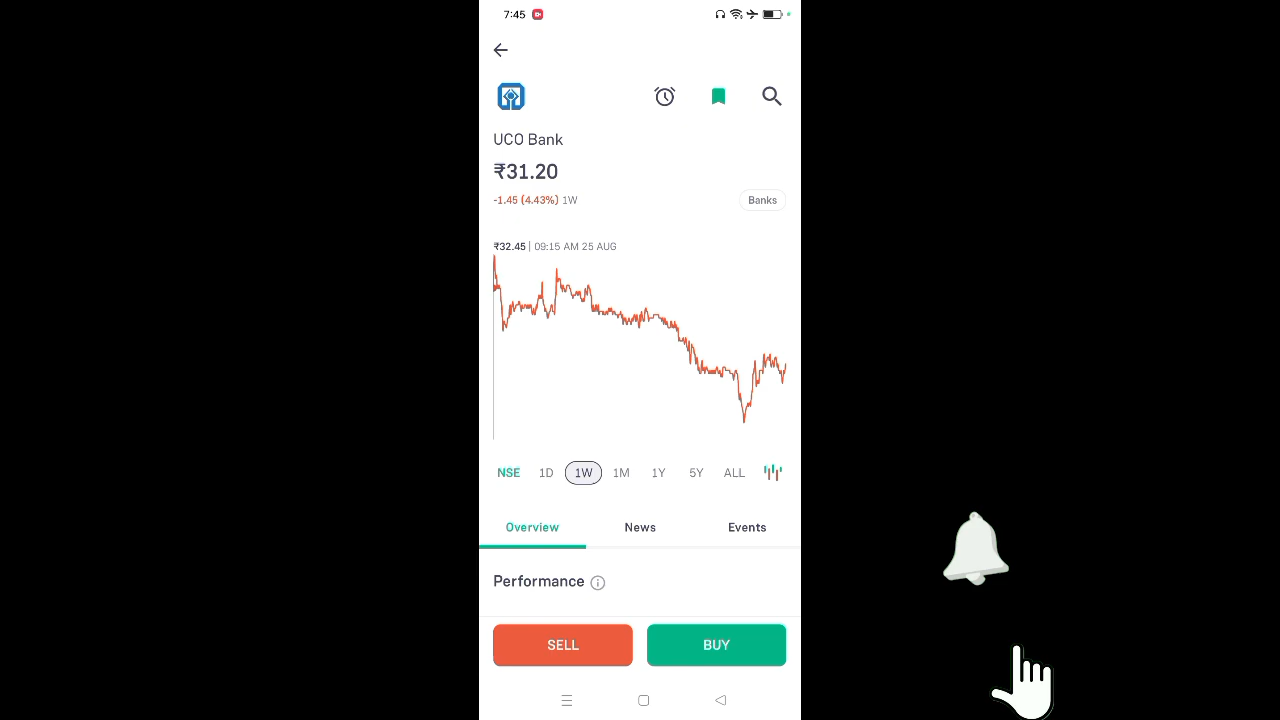 7:45
UCO Bank
₹31.20
-1.45 (4.43%) 1W
Banks
₹32.45 | 09:15 AM 25 AUG
NSE 1D 1W 1M 1Y 5Y ALL
Overview News Events
Performance
SELL BUY